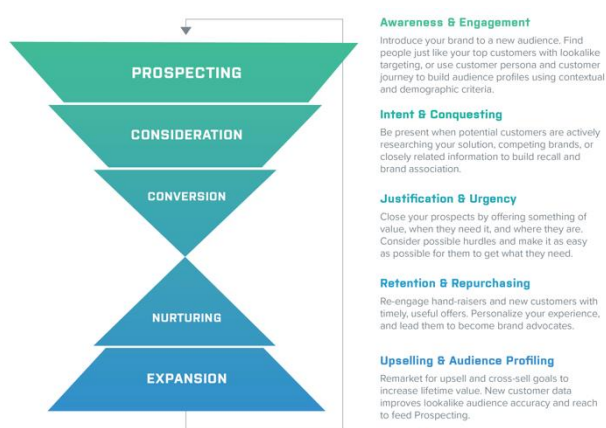 PROSPECTING
CONSIDERATION
CONVERSION
NURTURING
EXPANSION
Awareness & Engagement
Introduce your brand to a new audience. Find
people just like your top customers with lookalike
targeting, or use customer persona and customer
journey to build audience profiles using contextual
and demographic criteria.
Intent & Conquesting
Be present when potential customers are actively
researching your solution, competing brands, or
closely related information to build recall and
brand association.
Justification & Urgency
Close your prospects by offering something of
value, when they need it, and where they are.
Consider possible hurdles and make it as easy
as possible for them to get what they need.
Retention & Repurchasing
Re-engage hand-raisers and new customers with
timely, useful offers. Personalize your experience,
and lead them to become brand advocates.
Upselling & Audience Profiling
Remarket for upsell and cross-sell goals to
increase lifetime value. New customer data
improves lookalike audience accuracy and reach
to feed Prospecting.